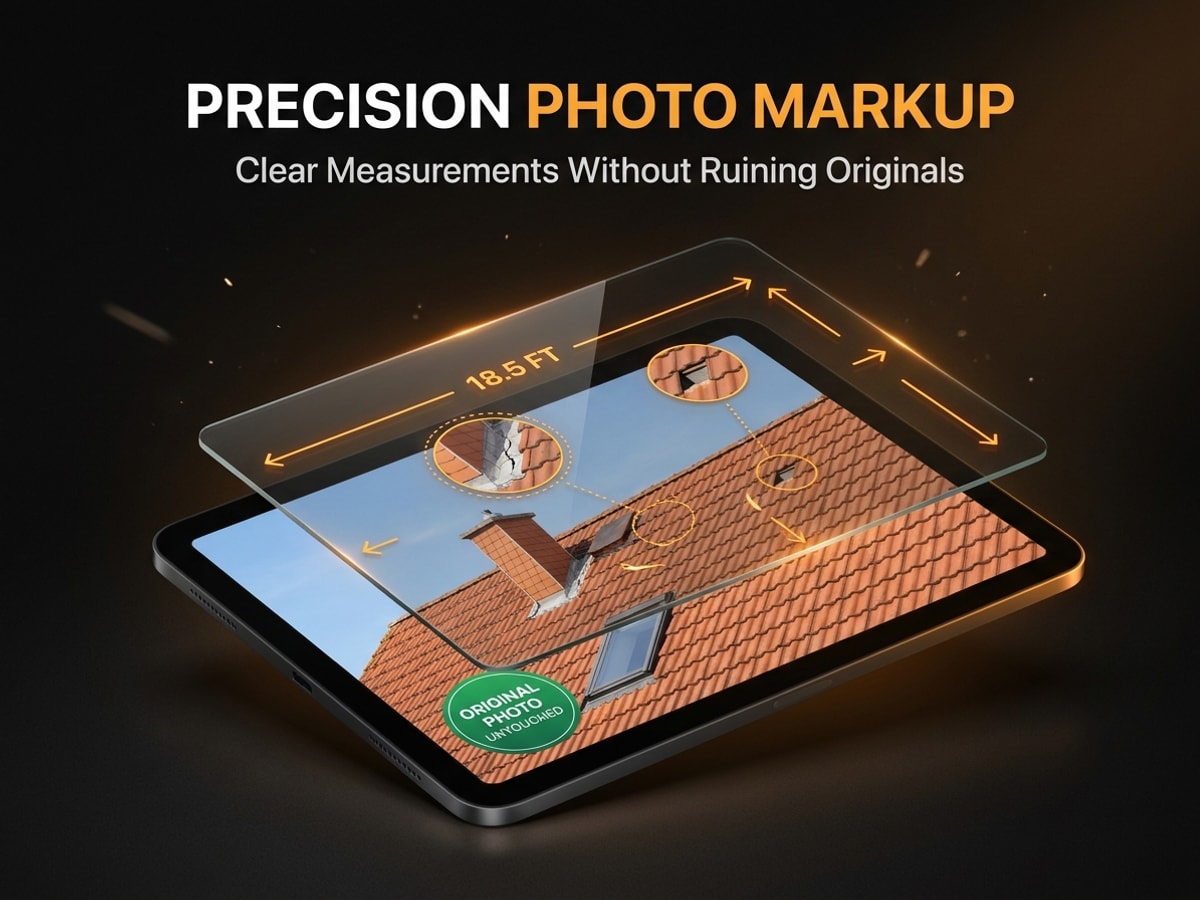 PRECISION PHOTO MARKUP
Clear Measurements Without Ruining Originals
18.5 FT
ORIGINAL
PHOTO